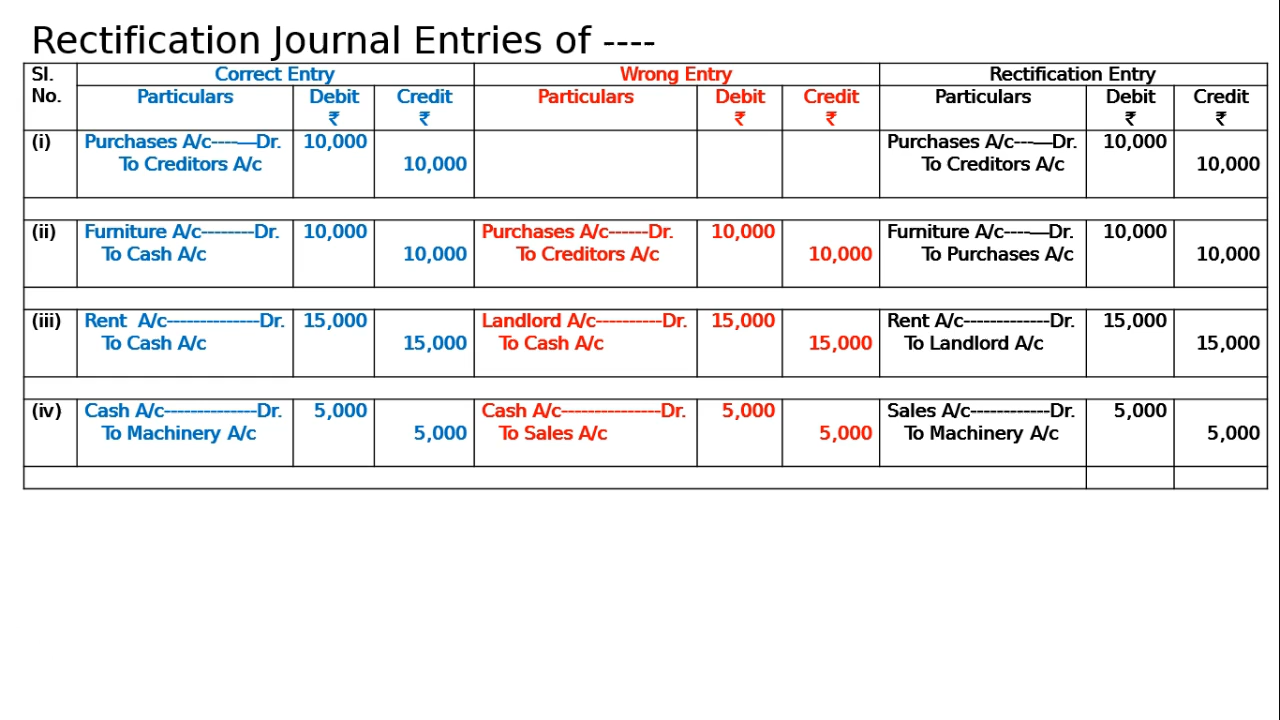 Rectification Journal Entries of ----
Sl. No. Correct Entry Wrong Entry Rectification Entry
Particulars Debit ₹ Credit ₹ Particulars Debit ₹ Credit ₹ Particulars Debit ₹ Credit ₹
(i) Purchases A/c----—Dr. 10,000 Purchases A/c---—Dr. 10,000
To Creditors A/c 10,000 To Creditors A/c 10,000
(ii) Furniture A/c--------Dr. 10,000 Purchases A/c------Dr. 10,000 Furniture A/c----—Dr. 10,000
To Cash A/c 10,000 To Creditors A/c 10,000 To Purchases A/c 10,000
(iii) Rent A/c--------------Dr. 15,000 Landlord A/c----------Dr. 15,000 Rent A/c-------------Dr. 15,000
To Cash A/c 15,000 To Cash A/c 15,000 To Landlord A/c 15,000
(iv) Cash A/c--------------Dr. 5,000 Cash A/c---------------Dr. 5,000 Sales A/c------------Dr. 5,000
To Machinery A/c 5,000 To Sales A/c 5,000 To Machinery A/c 5,000